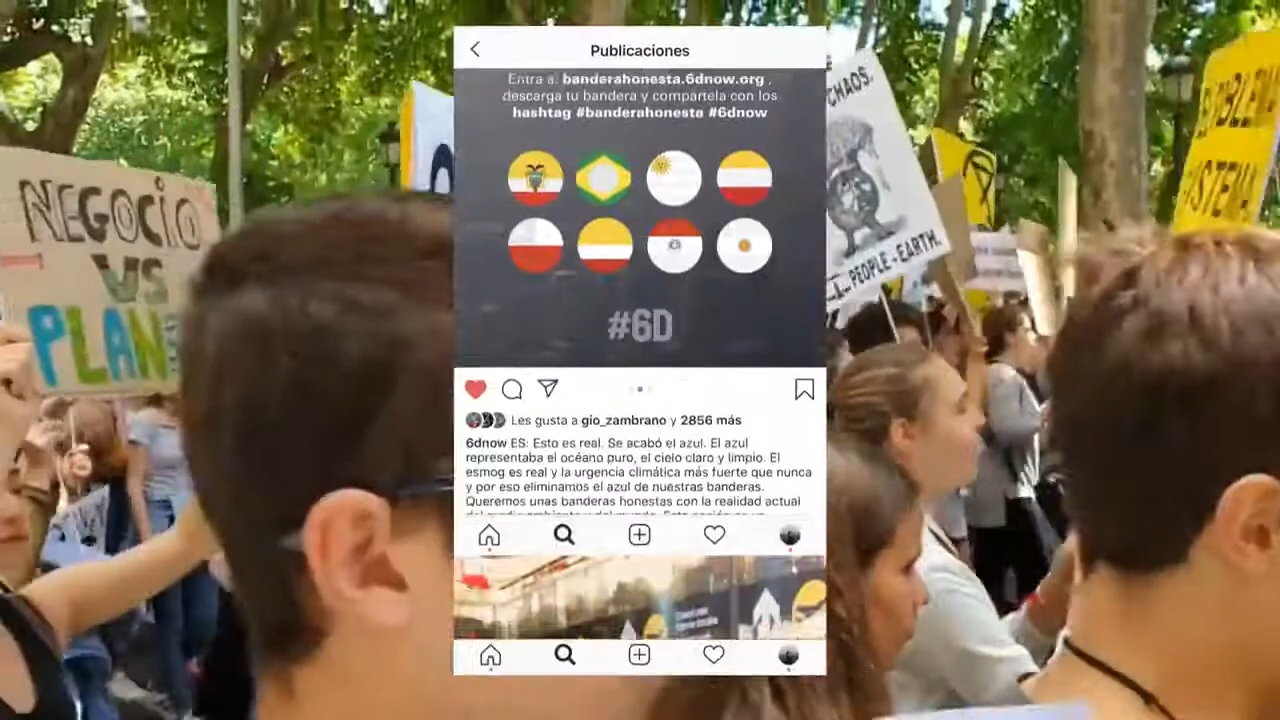 Publicaciones
Entra a: banderahonesta.6dnow.org ,
descarga tu bandera y compartela con los
hashtag #banderahonesta #6dnow
#6D
Les gusta a gio_zambrano y 2856 más
6dnow ES: Esto es real. Se acabó el azul. El azul
representaba el océano puro, el cielo claro y limpio. El
esmog es real y la urgencia climática más fuerte que nunca
y por eso eliminamos el azul de nuestras banderas.
Queremos unas banderas honestas con la realidad actual
NEGOCIO
VS
PLAN
CHAOS.
PEOPLE-EARTH.